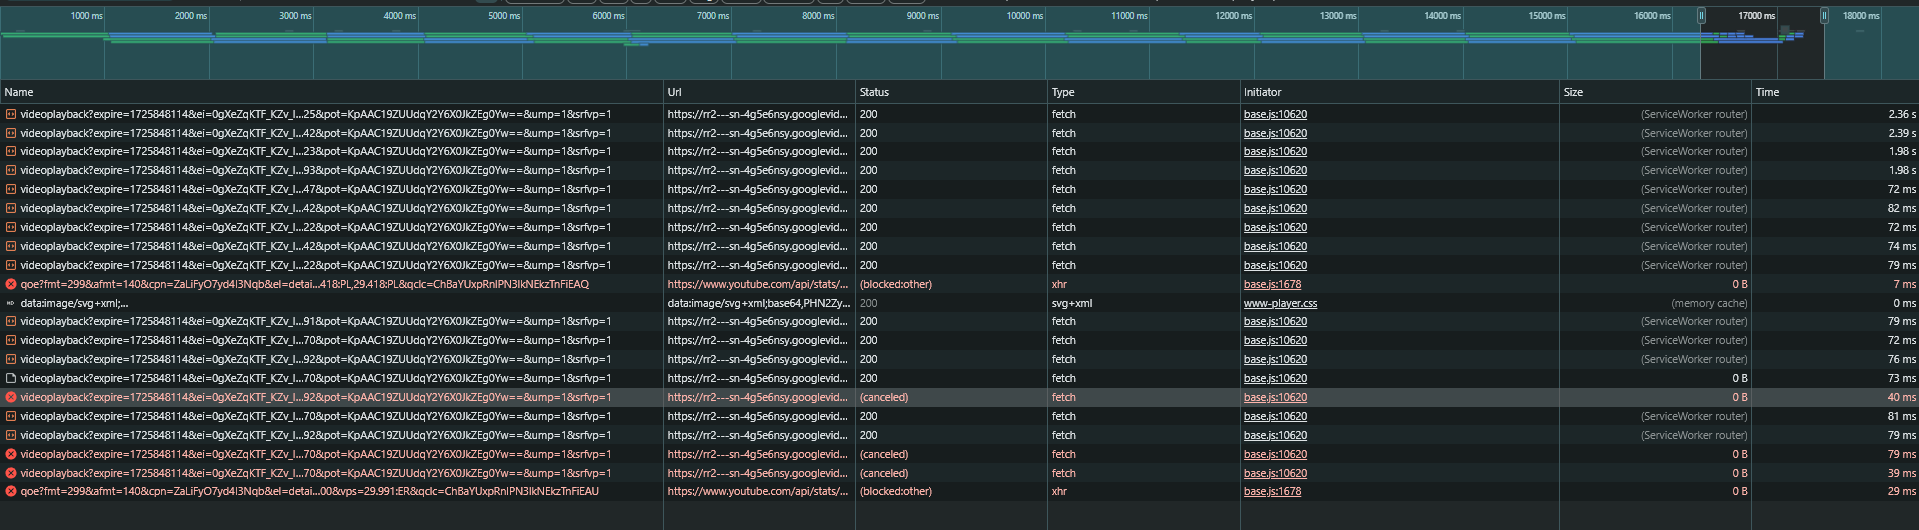 1000 ms 2000 ms 3000 ms 4000 ms 5000 ms 6000 ms 7000 ms 8000 ms 9000 ms 10000 ms 11000 ms 12000 ms 13000 ms 14000 ms 15000 ms 16000 ms 17000 ms 18000 ms
Name Url Status Type Initiator Size Time
videoplayback?expire=1725848114&ei=0gXeZqKTF_KZv_I...25&pot=KpAAC19ZUUdqY2Y6X0JkZEg0Yw==&ump=1&srfvp=1 https://rr2---sn-4g5e6nsy.googlevid... 200 fetch base.js:10620 (ServiceWorker router) 2.36 s
videoplayback?expire=1725848114&ei=0gXeZqKTF_KZv_I...42&pot=KpAAC19ZUUdqY2Y6X0JkZEg0Yw==&ump=1&srfvp=1 https://rr2---sn-4g5e6nsy.googlevid... 200 fetch base.js:10620 (ServiceWorker router) 2.39 s
videoplayback?expire=1725848114&ei=0gXeZqKTF_KZv_I...23&pot=KpAAC19ZUUdqY2Y6X0JkZEg0Yw==&ump=1&srfvp=1 https://rr2---sn-4g5e6nsy.googlevid... 200 fetch base.js:10620 (ServiceWorker router) 1.98 s
videoplayback?expire=1725848114&ei=0gXeZqKTF_KZv_I...93&pot=KpAAC19ZUUdqY2Y6X0JkZEg0Yw==&ump=1&srfvp=1 https://rr2---sn-4g5e6nsy.googlevid... 200 fetch base.js:10620 (ServiceWorker router) 1.98 s
videoplayback?expire=1725848114&ei=0gXeZqKTF_KZv_I...47&pot=KpAAC19ZUUdqY2Y6X0JkZEg0Yw==&ump=1&srfvp=1 https://rr2---sn-4g5e6nsy.googlevid... 200 fetch base.js:10620 (ServiceWorker router) 72 ms
videoplayback?expire=1725848114&ei=0gXeZqKTF_KZv_I...42&pot=KpAAC19ZUUdqY2Y6X0JkZEg0Yw==&ump=1&srfvp=1 https://rr2---sn-4g5e6nsy.googlevid... 200 fetch base.js:10620 (ServiceWorker router) 82 ms
videoplayback?expire=1725848114&ei=0gXeZqKTF_KZv_I...22&pot=KpAAC19ZUUdqY2Y6X0JkZEg0Yw==&ump=1&srfvp=1 https://rr2---sn-4g5e6nsy.googlevid... 200 fetch base.js:10620 (ServiceWorker router) 72 ms
videoplayback?expire=1725848114&ei=0gXeZqKTF_KZv_I...42&pot=KpAAC19ZUUdqY2Y6X0JkZEg0Yw==&ump=1&srfvp=1 https://rr2---sn-4g5e6nsy.googlevid... 200 fetch base.js:10620 (ServiceWorker router) 74 ms
videoplayback?expire=1725848114&ei=0gXeZqKTF_KZv_I...22&pot=KpAAC19ZUUdqY2Y6X0JkZEg0Yw==&ump=1&srfvp=1 https://rr2---sn-4g5e6nsy.googlevid... 200 fetch base.js:10620 (ServiceWorker router) 79 ms
qoe?fmt=299&afmt=140&cpn=ZaLiFyO7yd4I3Nqb&el=detai...418:PL,29.418:PL&qclc=ChBaYUxpRnlPN3lkNEkzTnFiEAQ https://www.youtube.com/api/stats/... (blocked:other) xhr base.js:1678 0 B 7 ms
data:image/svg+xml;... data:image/svg+xml;base64,PHN2Zy... 200 svg+xml www-player.css (memory cache) 0 ms
videoplayback?expire=1725848114&ei=0gXeZqKTF_KZv_I...91&pot=KpAAC19ZUUdqY2Y6X0JkZEg0Yw==&ump=1&srfvp=1 https://rr2---sn-4g5e6nsy.googlevid... 200 fetch base.js:10620 (ServiceWorker router) 79 ms
videoplayback?expire=1725848114&ei=0gXeZqKTF_KZv_I...70&pot=KpAAC19ZUUdqY2Y6X0JkZEg0Yw==&ump=1&srfvp=1 https://rr2---sn-4g5e6nsy.googlevid... 200 fetch base.js:10620 (ServiceWorker router) 72 ms
videoplayback?expire=1725848114&ei=0gXeZqKTF_KZv_I...92&pot=KpAAC19ZUUdqY2Y6X0JkZEg0Yw==&ump=1&srfvp=1 https://rr2---sn-4g5e6nsy.googlevid... 200 fetch base.js:10620 (ServiceWorker router) 76 ms
videoplayback?expire=1725848114&ei=0gXeZqKTF_KZv_I...70&pot=KpAAC19ZUUdqY2Y6X0JkZEg0Yw==&ump=1&srfvp=1 https://rr2---sn-4g5e6nsy.googlevid... 200 fetch base.js:10620 0 B 73 ms
videoplayback?expire=1725848114&ei=0gXeZqKTF_KZv_I...92&pot=KpAAC19ZUUdqY2Y6X0JkZEg0Yw==&ump=1&srfvp=1 https://rr2---sn-4g5e6nsy.googlevid... (canceled) fetch base.js:10620 0 B 40 ms
videoplayback?expire=1725848114&ei=0gXeZqKTF_KZv_I...70&pot=KpAAC19ZUUdqY2Y6X0JkZEg0Yw==&ump=1&srfvp=1 https://rr2---sn-4g5e6nsy.googlevid... 200 fetch base.js:10620 (ServiceWorker router) 81 ms
videoplayback?expire=1725848114&ei=0gXeZqKTF_KZv_I...92&pot=KpAAC19ZUUdqY2Y6X0JkZEg0Yw==&ump=1&srfvp=1 https://rr2---sn-4g5e6nsy.googlevid... 200 fetch base.js:10620 (ServiceWorker router) 79 ms
videoplayback?expire=1725848114&ei=0gXeZqKTF_KZv_I...70&pot=KpAAC19ZUUdqY2Y6X0JkZEg0Yw==&ump=1&srfvp=1 https://rr2---sn-4g5e6nsy.googlevid... (canceled) fetch base.js:10620 0 B 79 ms
videoplayback?expire=1725848114&ei=0gXeZqKTF_KZv_I...70&pot=KpAAC19ZUUdqY2Y6X0JkZEg0Yw==&ump=1&srfvp=1 https://rr2---sn-4g5e6nsy.googlevid... (canceled) fetch base.js:10620 0 B 39 ms
qoe?fmt=299&afmt=140&cpn=ZaLiFyO7yd4I3Nqb&el=detai...00&vps=29.991:ER&qclc=ChBaYUxpRnlPN3lkNEkzTnFiEAU https://www.youtube.com/api/stats/... (blocked:other) xhr base.js:1678 0 B 29 ms